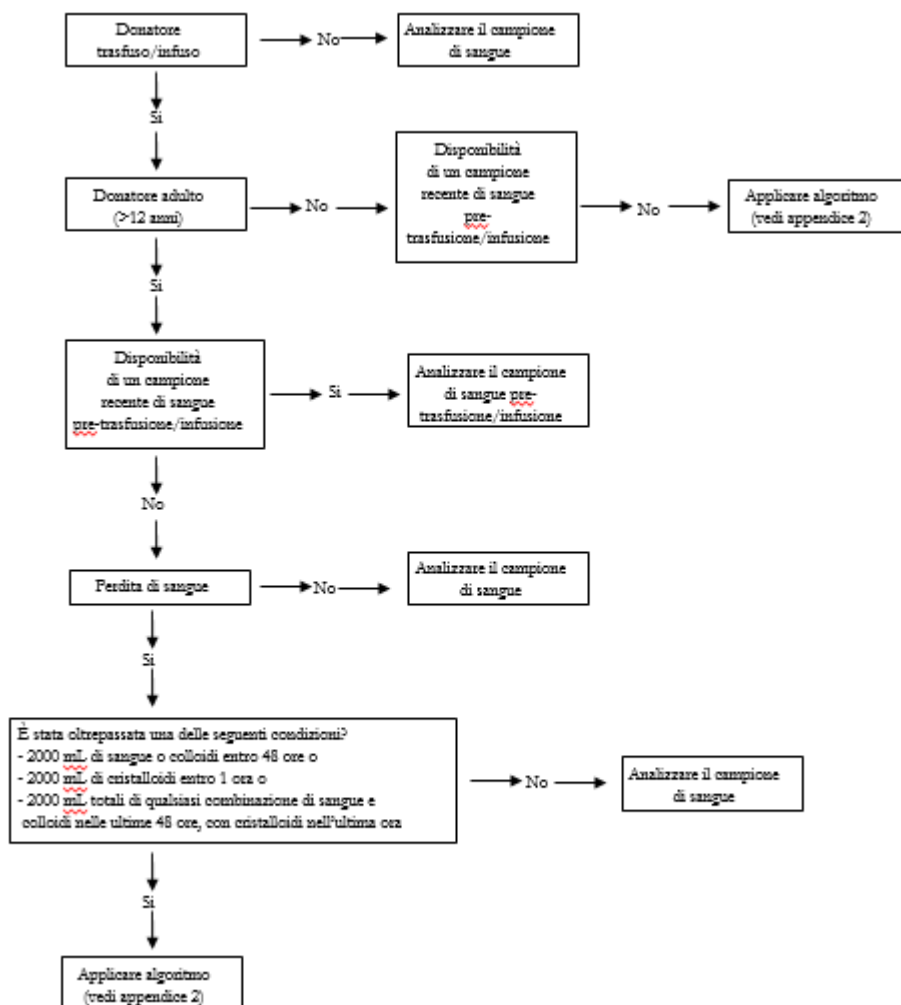 Donatore
trasfuso/infuso
No
Analizzare il campione
di sangue
Si
Donatore adulto
(>12 anni)
No
Disponibilità
di un campione
recente di sangue
pre-
trasfusione/infusione
No
Applicare algoritmo
(vedi appendice 2)
Si
Disponibilità
di un campione
recente di sangue
pre-trasfusione/infusione
Si
Analizzare il campione
di sangue pre-
trasfusione/infusione
No
Perdita di sangue
No
Analizzare il campione
di sangue
Si
È stata oltrepassata una delle seguenti condizioni?
- 2000 mL di sangue o colloidi entro 48 ore o
- 2000 mL di cristalloidi entro 1 ora o
- 2000 mL totali di qualsiasi combinazione di sangue e
colloidi nelle ultime 48 ore, con cristalloidi nell'ultima ora
No
Analizzare il campione
di sangue
Si
Applicare algoritmo
(vedi appendice 2)